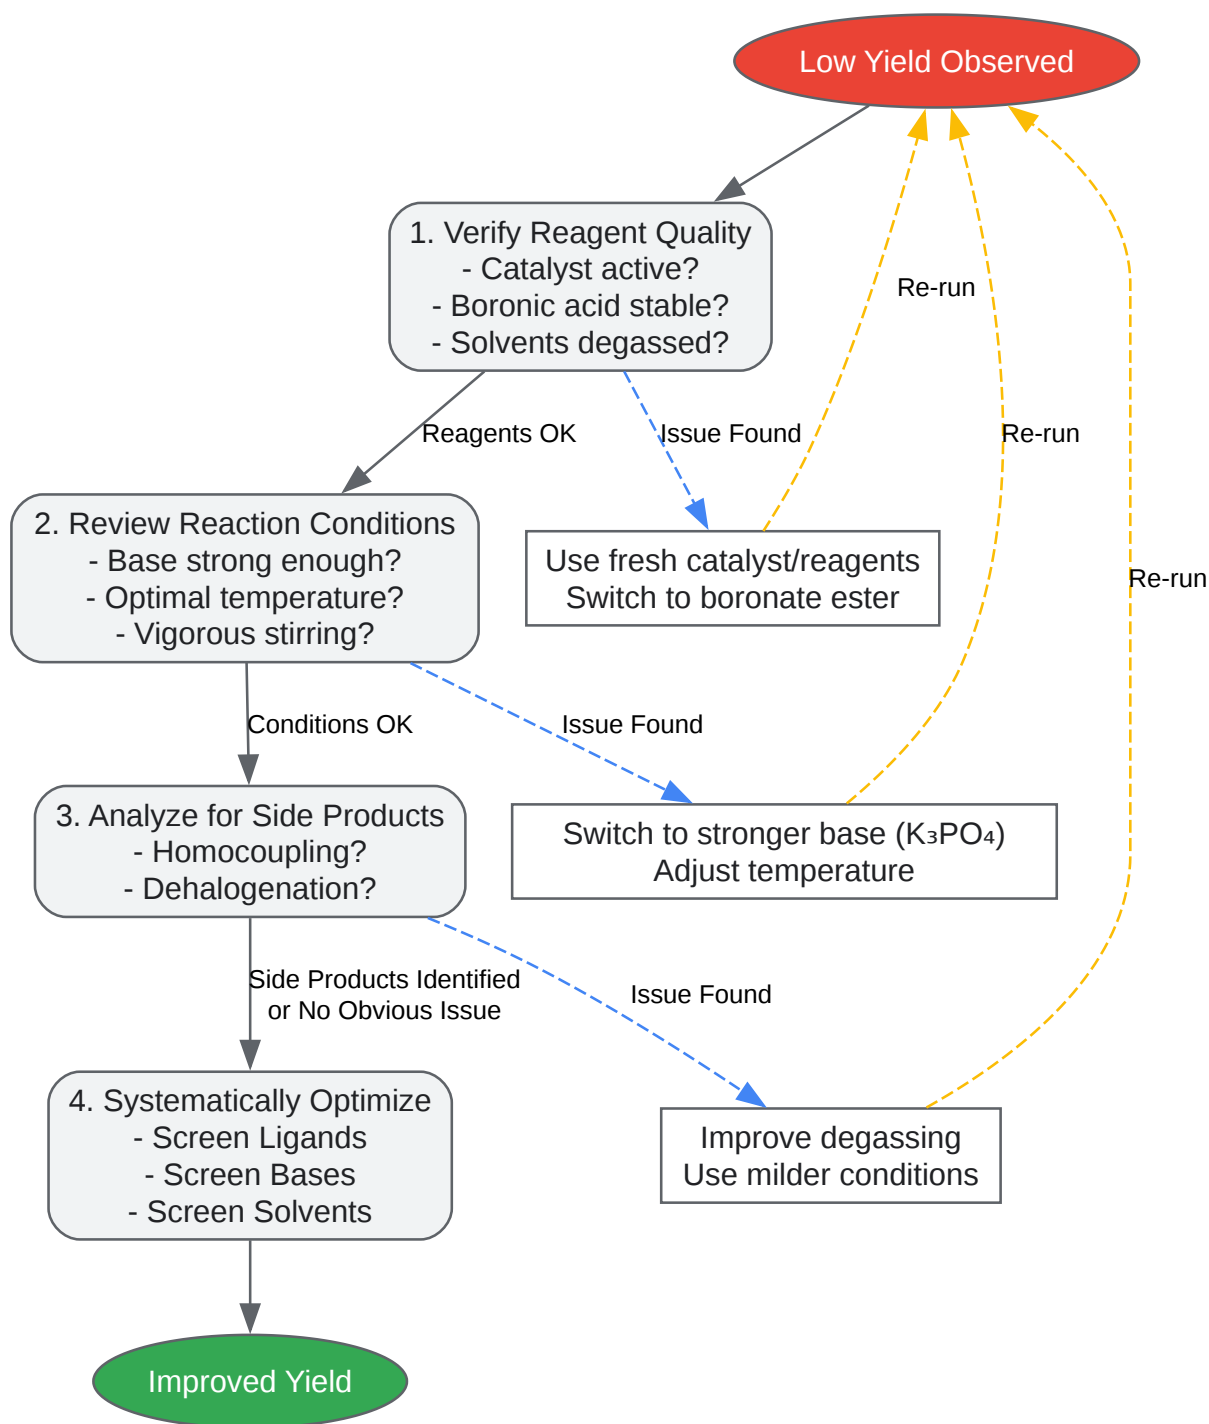 Low Yield Observed
1. Verify Reagent Quality
- Catalyst active?
- Boronic acid stable?
- Solvents degassed?
Re-run
Reagents OK
Issue Found
Re-run
2. Review Reaction Conditions
- Base strong enough?
- Optimal temperature?
- Vigorous stirring?
Use fresh catalyst/reagents
Switch to boronate ester
Re-run
Conditions OK
Issue Found
3. Analyze for Side Products
- Homocoupling?
- Dehalogenation?
Switch to stronger base (K₃PO₄)
Adjust temperature
Side Products Identified
or No Obvious Issue
Issue Found
4. Systematically Optimize
- Screen Ligands
- Screen Bases
- Screen Solvents
Improve degassing
Use milder conditions
Improved Yield